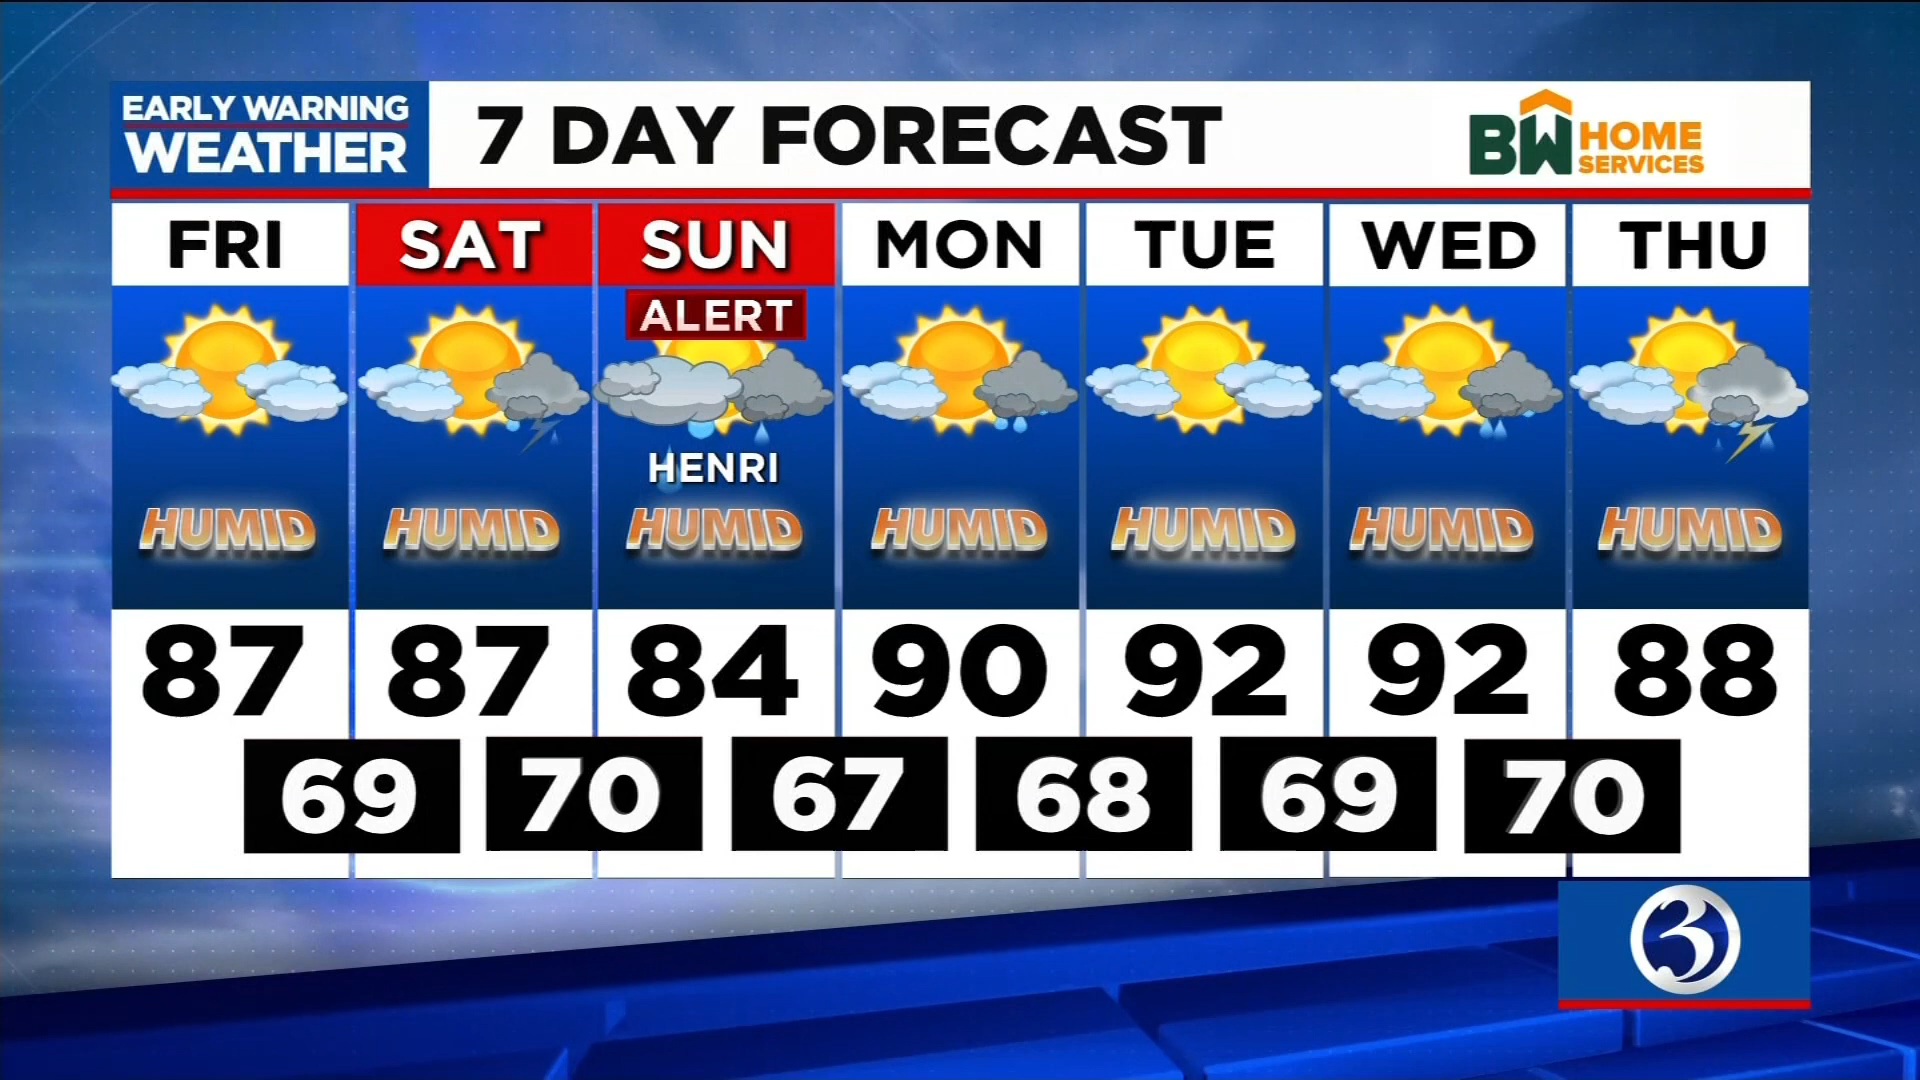 EARLY WARNING
WEATHER
7 DAY FORECAST
BW HOME
SERVICES
FRI SAT SUN MON TUE WED THU
ALERT
HENRI
HUMID HUMID HUMID HUMID HUMID HUMID HUMID
87 87 84 90 92 92 88
69 70 67 68 69 70
3